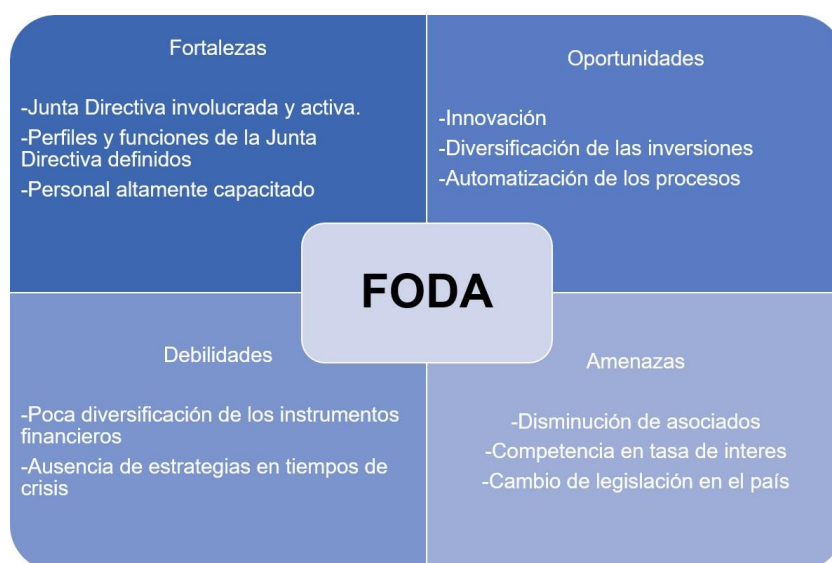 Fortalezas
-Junta Directiva involucrada y activa.
-Perfiles y funciones de la Junta
Directiva definidos
-Personal altamente capacitado
Oportunidades
-Innovación
-Diversificación de las inversiones
-Automatización de los procesos
FODA
Debilidades
-Poca diversificación de los instrumentos
financieros
-Ausencia de estrategias en tiempos de
crisis
Amenazas
-Disminución de asociados
-Competencia en tasa de interes
-Cambio de legislación en el país